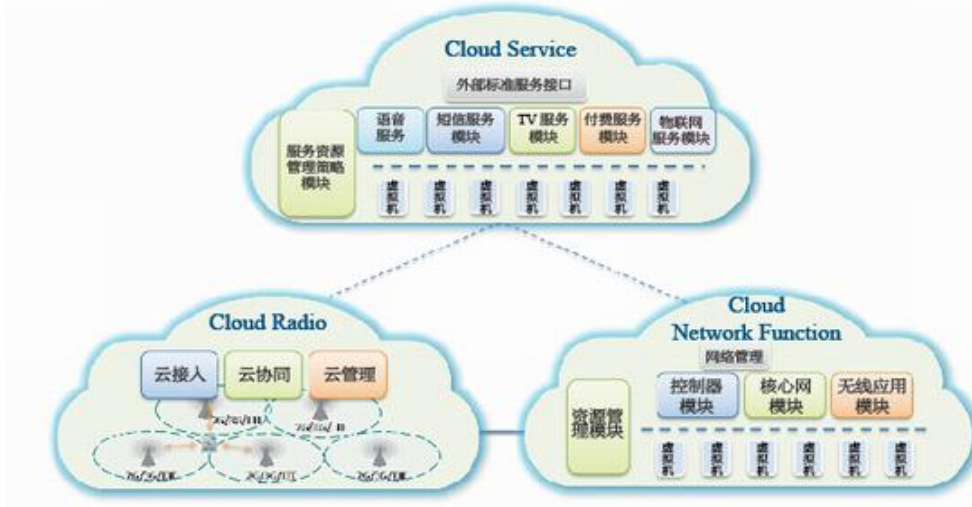 Cloud Service
外部标准服务接口
服务资源
管理策略
模块
语音
服务
短信服务
模块
TV 服务
模块
付费服务
模块
物联网
服务模块
虚拟机
虚拟机
虚拟机
虚拟机
虚拟机
虚拟机
虚拟机
Cloud Radio
云接入
云协同
云管理
Cloud
Network Function
网络管理
资源管
理模块
控制器
模块
核心网
模块
无线应用
模块
虚拟机
虚拟机
虚拟机
虚拟机
虚拟机
虚拟机